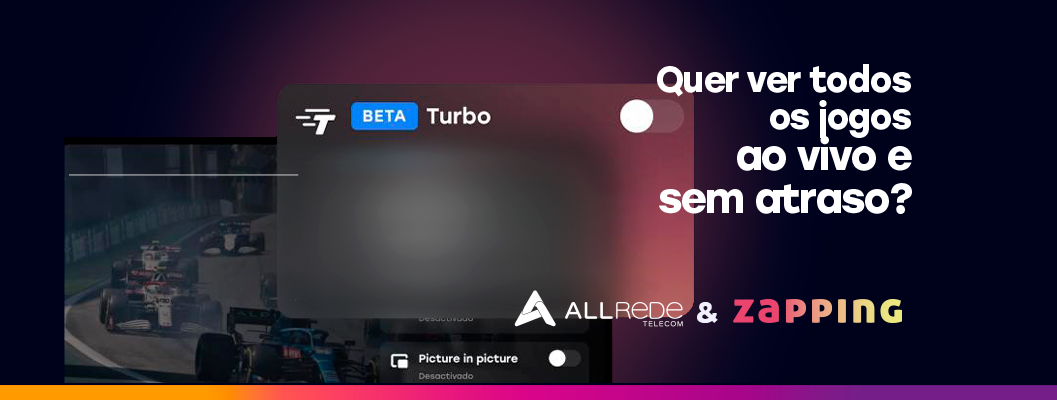 BETA Turbo
Quer ver todos
os jogos
ao vivo e
sem atraso?
ALLREDE
TELECOM
& ZAPPING
Desactivado
Picture in picture
Desactivado